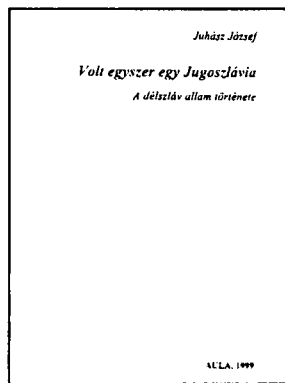 Juhász József
Volt egyszer egy Jugoszlávia
A délszláv állam története
AULA, 1999